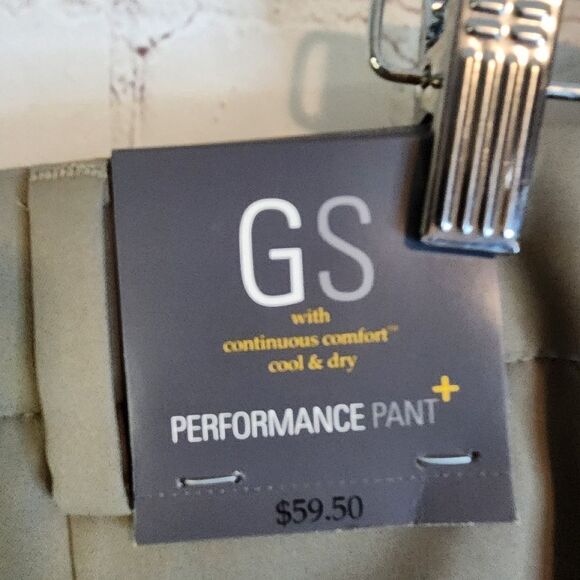 GS
with
continuous comfort™
cool & dry
PERFORMANCE PANT+
$59.50